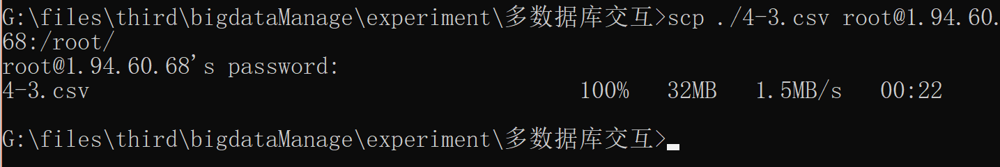 G:\files\third\bigdataManage\experiment\多数据库交互>scp ./4-3.csv root@1.94.60.
68:/root/
root@1.94.60.68's password:
4-3.csv 100% 32MB 1.5MB/s 00:22
G:\files\third\bigdataManage\experiment\多数据库交互>